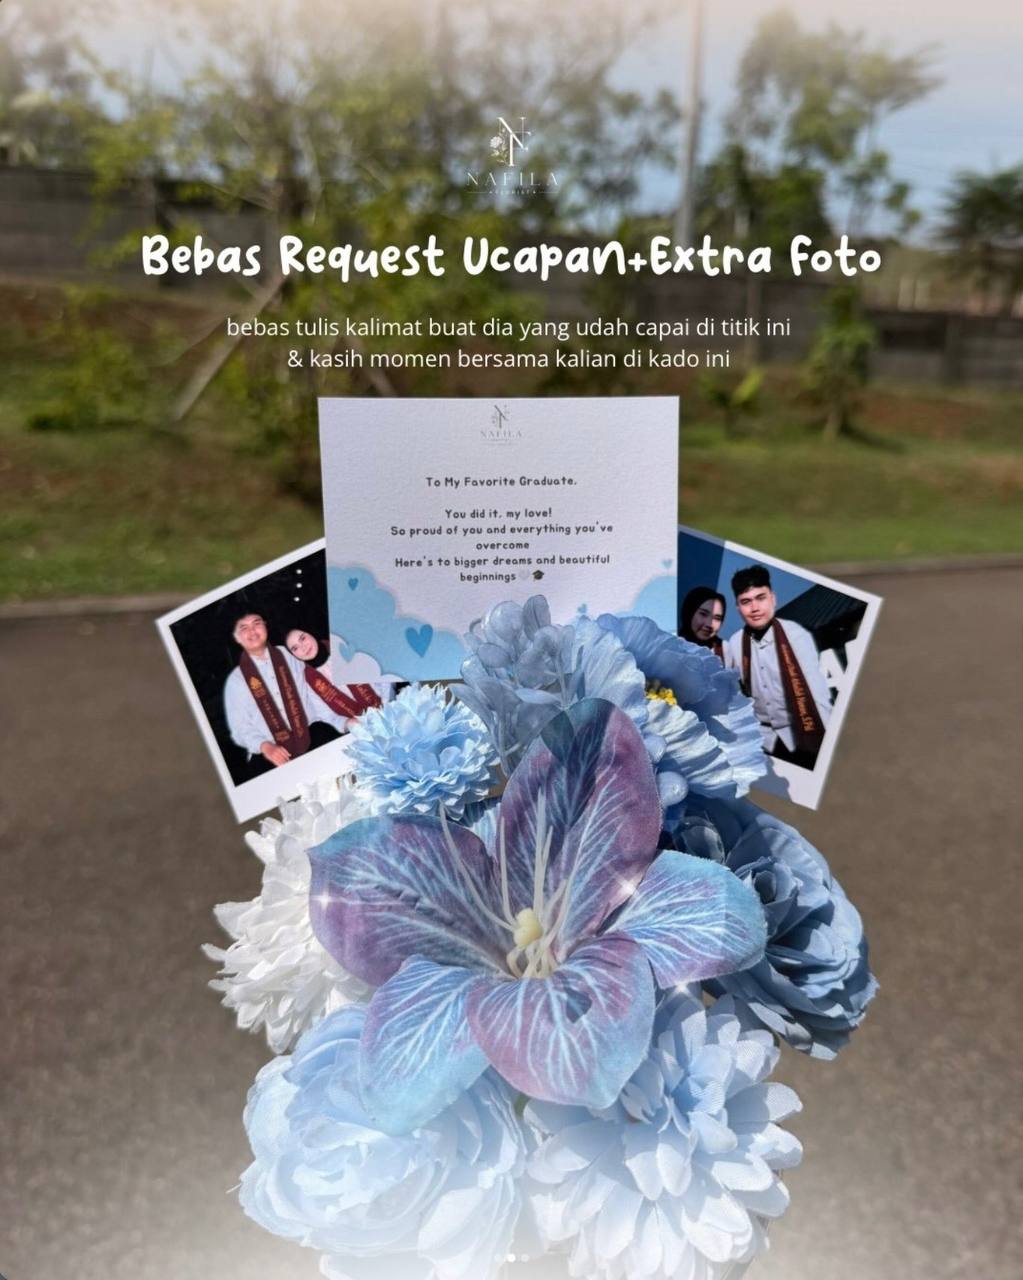 NAFILA
Bebas Request Ucapan+Extra Foto
bebas tulis kalimat buat dia yang udah capai di titik ini
& kasih momen bersama kalian di kado ini
NAFILA
To My Favorite Graduate.
You did it, my love!
So proud of you and everything you've
overcome
Here's to bigger dreams and beautiful
beginnings🤍🎓